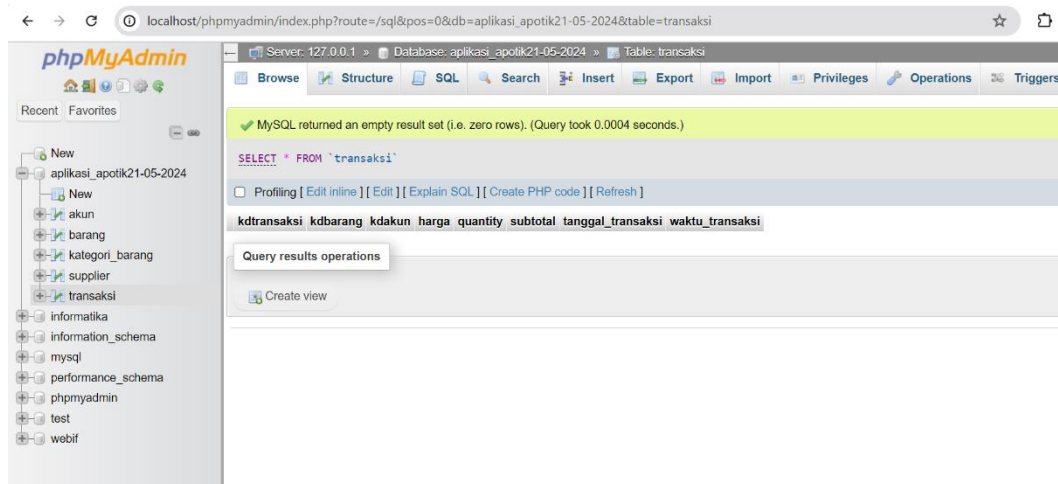 localhost/phpmyadmin/index.php?route=/sql&pos=0&db=aplikasi_apotik21-05-2024&table=transaksi
phpMyAdmin
Recent Favorites
New
aplikasi_apotik21-05-2024
New
akun
barang
kategori_barang
supplier
transaksi
informatika
information_schema
mysql
performance_schema
phpmyadmin
test
webif
Server: 127.0.0.1 » Database: aplikasi_apotik21-05-2024 » Table: transaksi
Browse Structure SQL Search Insert Export Import Privileges Operations Triggers
MySQL returned an empty result set (i.e. zero rows). (Query took 0.0004 seconds.)
SELECT * FROM `transaksi`
Profiling [ Edit inline ] [ Edit ] [ Explain SQL ] [ Create PHP code ] [ Refresh ]
kdtransaksi kdbarang kdakun harga quantity subtotal tanggal_transaksi waktu_transaksi
Query results operations
Create view